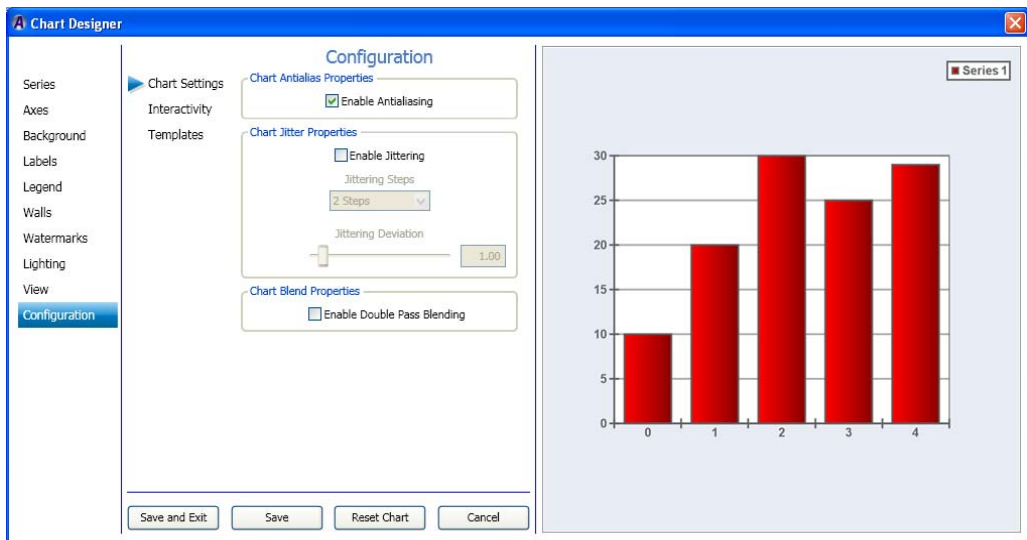 Chart Designer
Series
Axes
Background
Labels
Legend
Walls
Watermarks
Lighting
View
Configuration
Chart Settings
Interactivity
Templates
Configuration
Chart Antialias Properties
Enable Antialiasing
Chart Jitter Properties
Enable Jittering
Jittering Steps
2 Steps
Jittering Deviation
1.00
Chart Blend Properties
Enable Double Pass Blending
Save and Exit
Save
Reset Chart
Cancel
Series 1
30
25
20
15
10
5
0
0 1 2 3 4